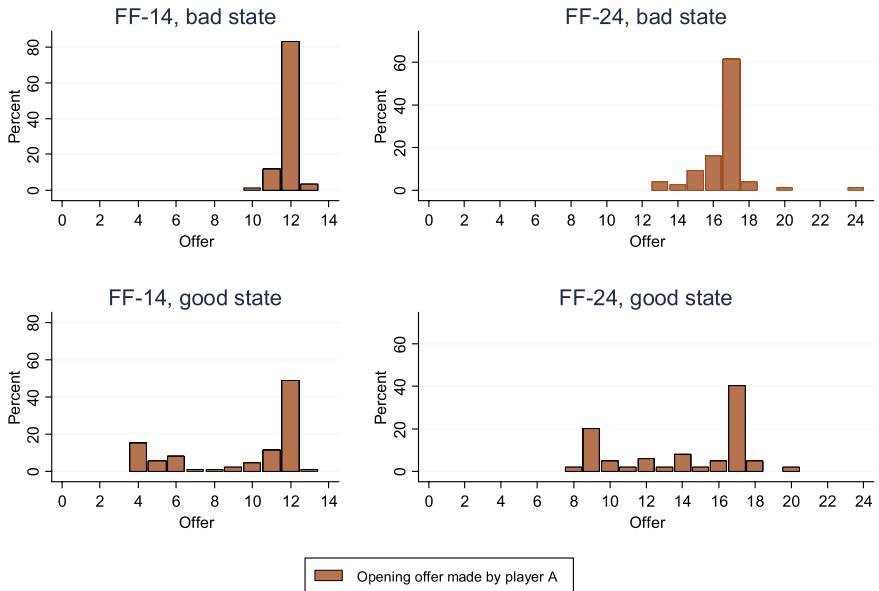 FF-14, bad state
Percent
80
60
40
20
0
0 2 4 6 8 10 12 14
Offer
FF-24, bad state
Percent
60
40
20
0
0 2 4 6 8 10 12 14 16 18 20 22 24
Offer
FF-14, good state
Percent
80
60
40
20
0
0 2 4 6 8 10 12 14
Offer
FF-24, good state
Percent
60
40
20
0
0 2 4 6 8 10 12 14 16 18 20 22 24
Offer
Opening offer made by player A